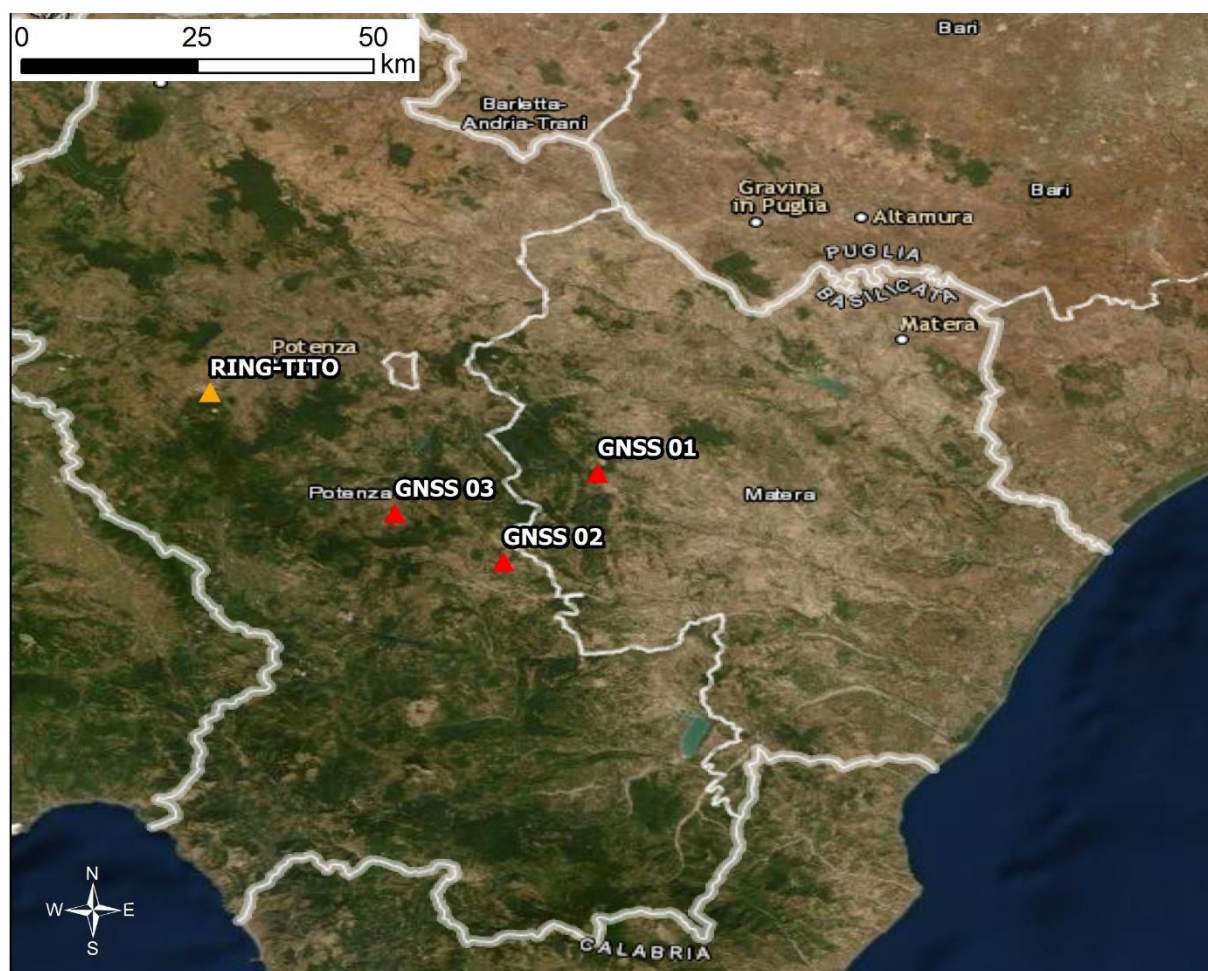 0 25 50
km
Bari
Barletta-
Andria-Trani
Gravina
in Puglia
Bari
Altamura
PUGLIA
BASILICATA
Matera
Potenza
RING-TITO
GNSS 01
Potenza
GNSS 03
Matera
GNSS 02
N
W E
S
CALABRIA